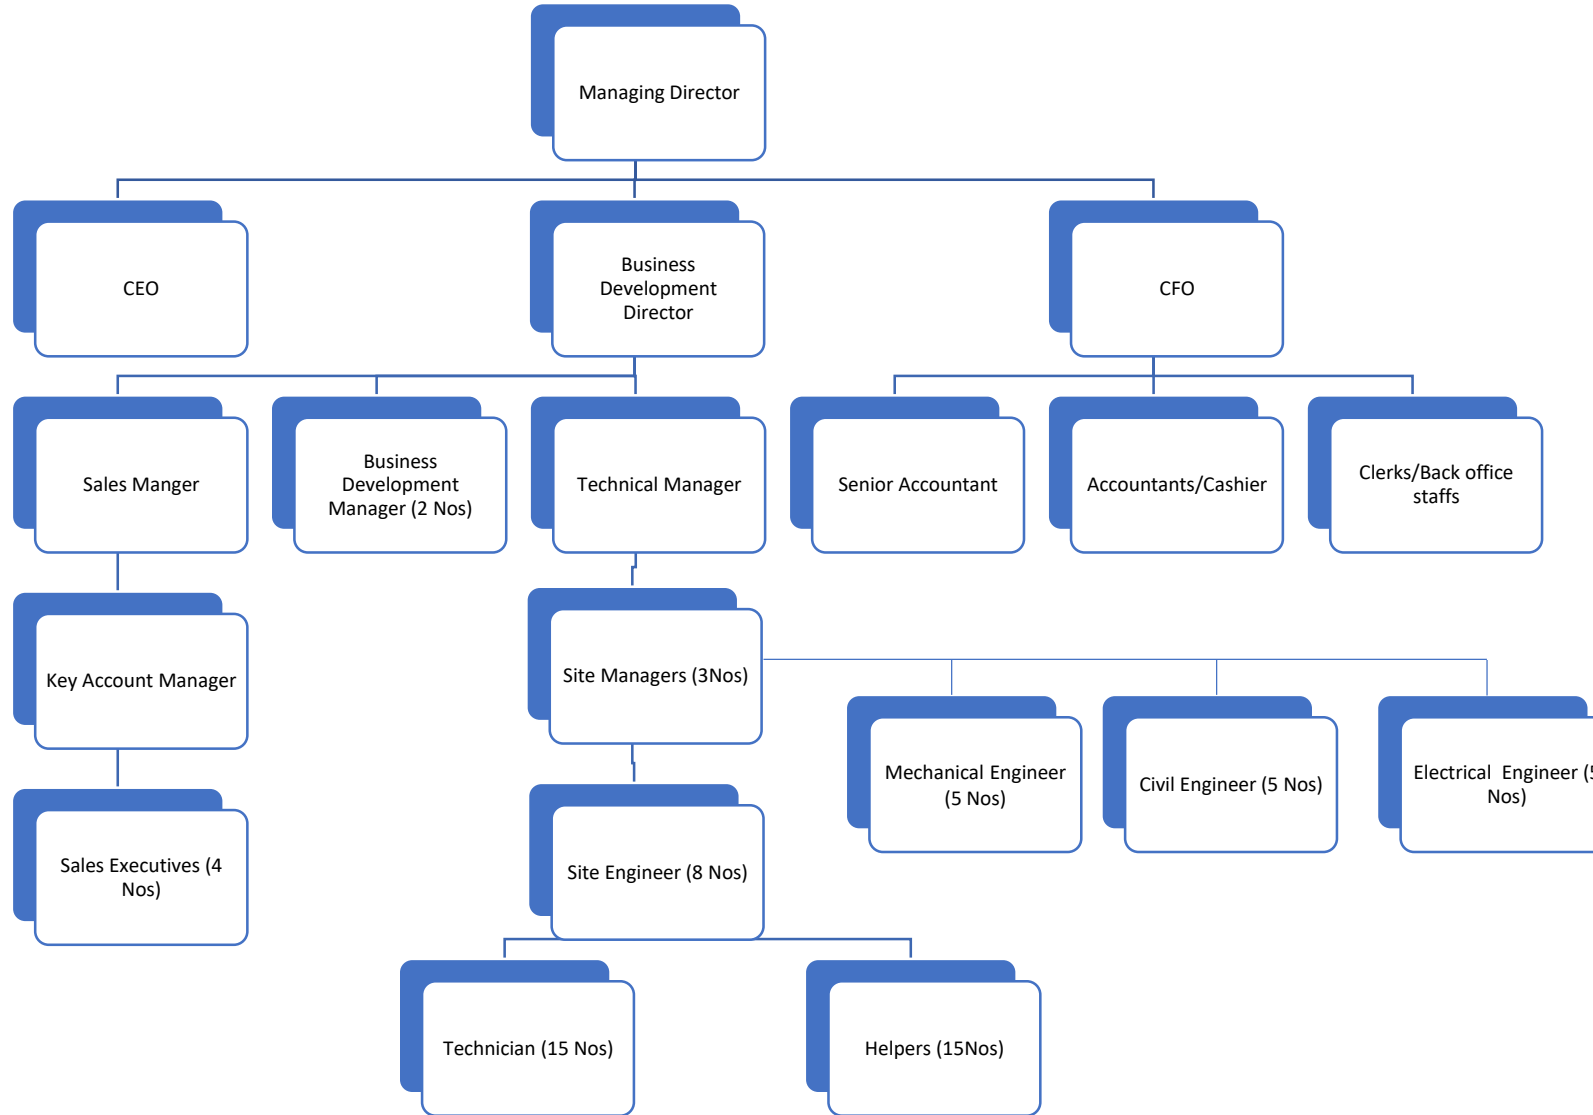 Managing Director
CEO
Business
Development
Director
CFO
Sales Manger
Business
Development
Manager (2 Nos)
Technical Manager
Senior Accountant
Accountants/Cashier
Clerks/Back office
staffs
Key Account Manager
Site Managers (3Nos)
Mechanical Engineer
(5 Nos)
Civil Engineer (5 Nos)
Electrical  Engineer (5
Nos)
Sales Executives (4
Nos)
Site Engineer (8 Nos)
Technician (15 Nos)
Helpers (15Nos)